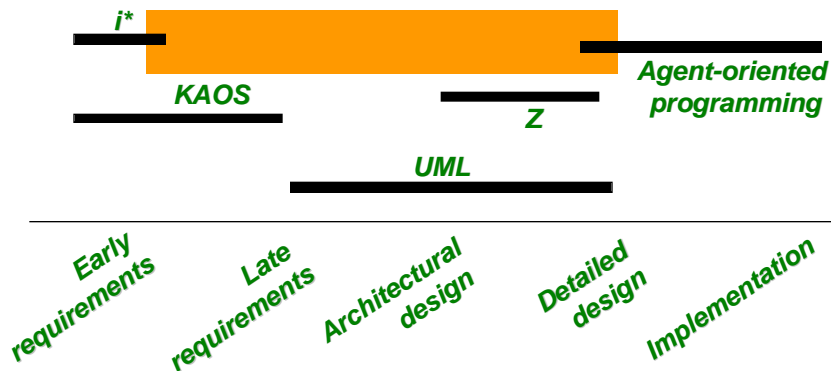 i*
Agent-oriented
programming
KAOS
Z
UML
Early
requirements
Late
requirements
Architectural
design
Detailed
design
Implementation